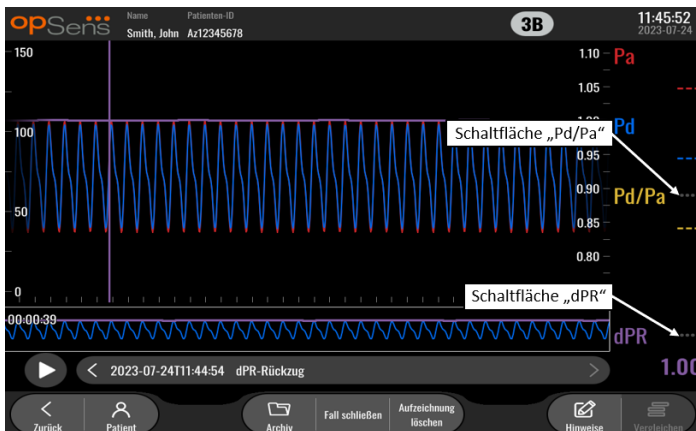 opSens
Name Patienten-ID
Smith, John Az12345678
3B
11:45:52
2023-07-24
150
100
50
0
1.10
1.05
1.00
0.95
0.90
0.85
0.80
Pa
Pd
Pd/Pa
Schaltfläche „Pd/Pa“
Schaltfläche „dPR“
00:00:39
dPR
1.00
2023-07-24T11:44:54 dPR-Rückzug
Zurück
Patient
Archiv
Fall schließen
Aufzeichnung
löschen
Hinweise
Vergleichen